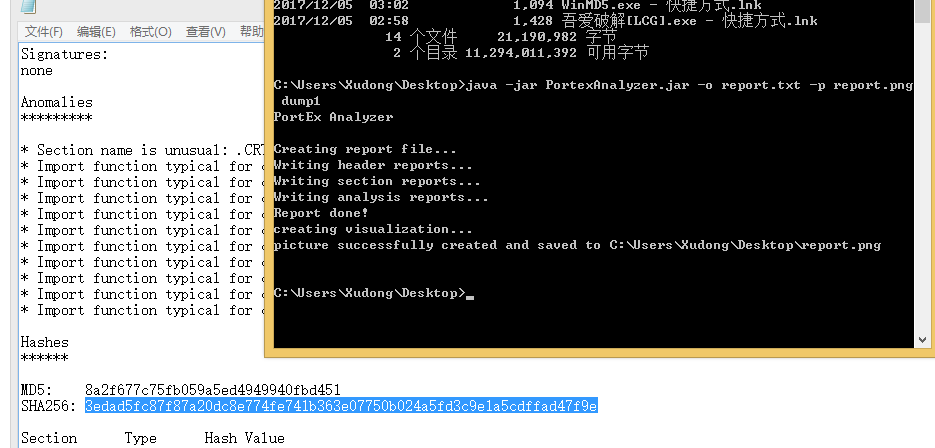 文件(F) 编辑(E) 格式(O) 查看(V) 帮助
Signatures:
none
Anomalies
*********
* Section name is unusual: .CRT
* Import function typical for
* Import function typical for
* Import function typical for
* Import function typical for
* Import function typical for
* Import function typical for
* Import function typical for
* Import function typical for
* Import function typical for
* Import function typical for
Hashes
******
MD5: 8a2f677c75fb059a5ed4949940fbd451
SHA256: 3edad5fc87f87a20dc8e774fe741b363e07750b024a5fd3c9e1a5cdffad47f9e
Section Type Hash Value
2017/12/05 03:02 1,094 WinMD5.exe - 快捷方式.lnk
2017/12/05 02:58 1,428 吾爱破解[LCG].exe - 快捷方式.lnk
14 个文件 21,190,982 字节
2 个目录 11,294,011,392 可用字节
C:\Users\Xudong\Desktop>java -jar PortexAnalyzer.jar -o report.txt -p report.png
dump1
PortEx Analyzer
Creating report file...
Writing header reports...
Writing section reports...
Writing analysis reports...
Report done!
creating visualization...
picture successfully created and saved to C:\Users\Xudong\Desktop\report.png
C:\Users\Xudong\Desktop>_